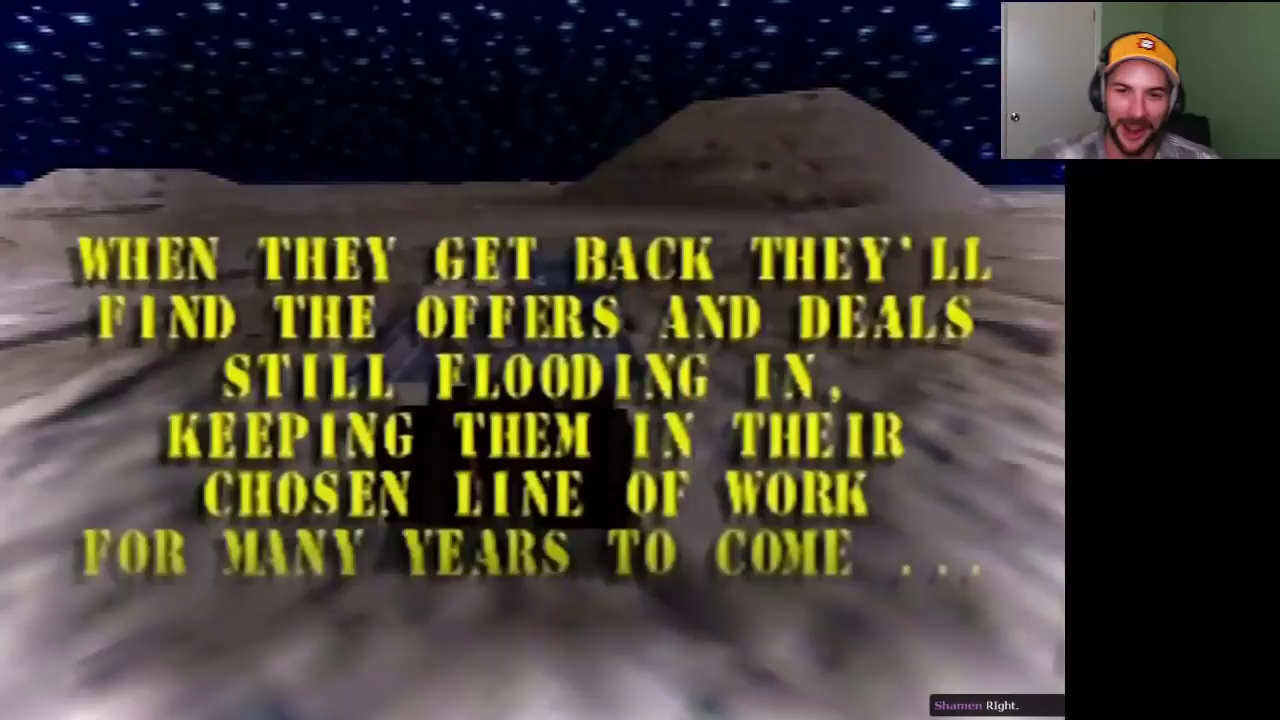 WHEN THEY GET BACK THEY'LL
FIND THE OFFERS AND DEALS
STILL FLOODING IN,
KEEPING THEM IN THEIR
CHOSEN LINE OF WORK
FOR MANY YEARS TO COME ...
Shamen RIght.